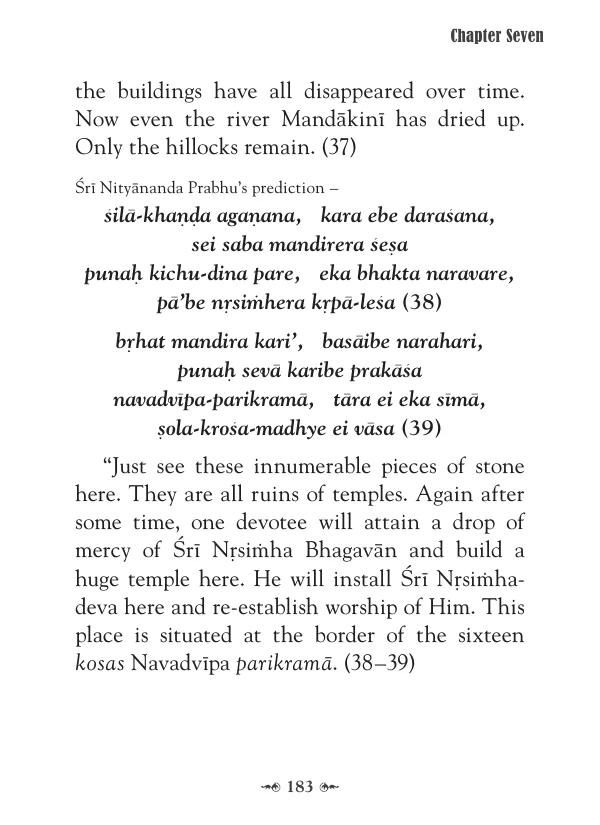 Chapter Seven
the buildings have all disappeared over time.
Now even the river Mandākinī has dried up.
Only the hillocks remain. (37)
Śrī Nityānanda Prabhu’s prediction –
śilā-khaṇḍa agaṇana, kara ebe daraśana,
sei saba mandirera śeṣa
punaḥ kichu-dina pare, eka bhakta naravare,
pā’be nṛsiṁhera kṛpā-leśa (38)
bṛhat mandira kari’, basāibe narahari,
punaḥ sevā karibe prakāśa
navadvīpa-parikramā, tāra ei eka sīmā,
ṣola-krośa-madhye ei vāsa (39)
“Just see these innumerable pieces of stone
here. They are all ruins of temples. Again after
some time, one devotee will attain a drop of
mercy of Śrī Nṛsiṁha Bhagavān and build a
huge temple here. He will install Śrī Nṛsiṁha-
deva here and re-establish worship of Him. This
place is situated at the border of the sixteen
kosas Navadvīpa parikramā. (38–39)
183